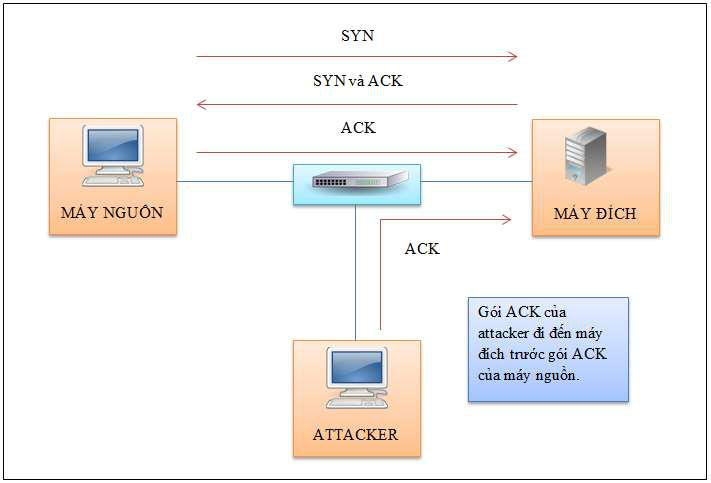 SYN
SYN và ACK
ACK
MÁY NGUỒN
MÁY ĐÍCH
ACK
Gói ACK của
attacker đi đến máy
đích trước gói ACK
của máy nguồn.
ATTACKER